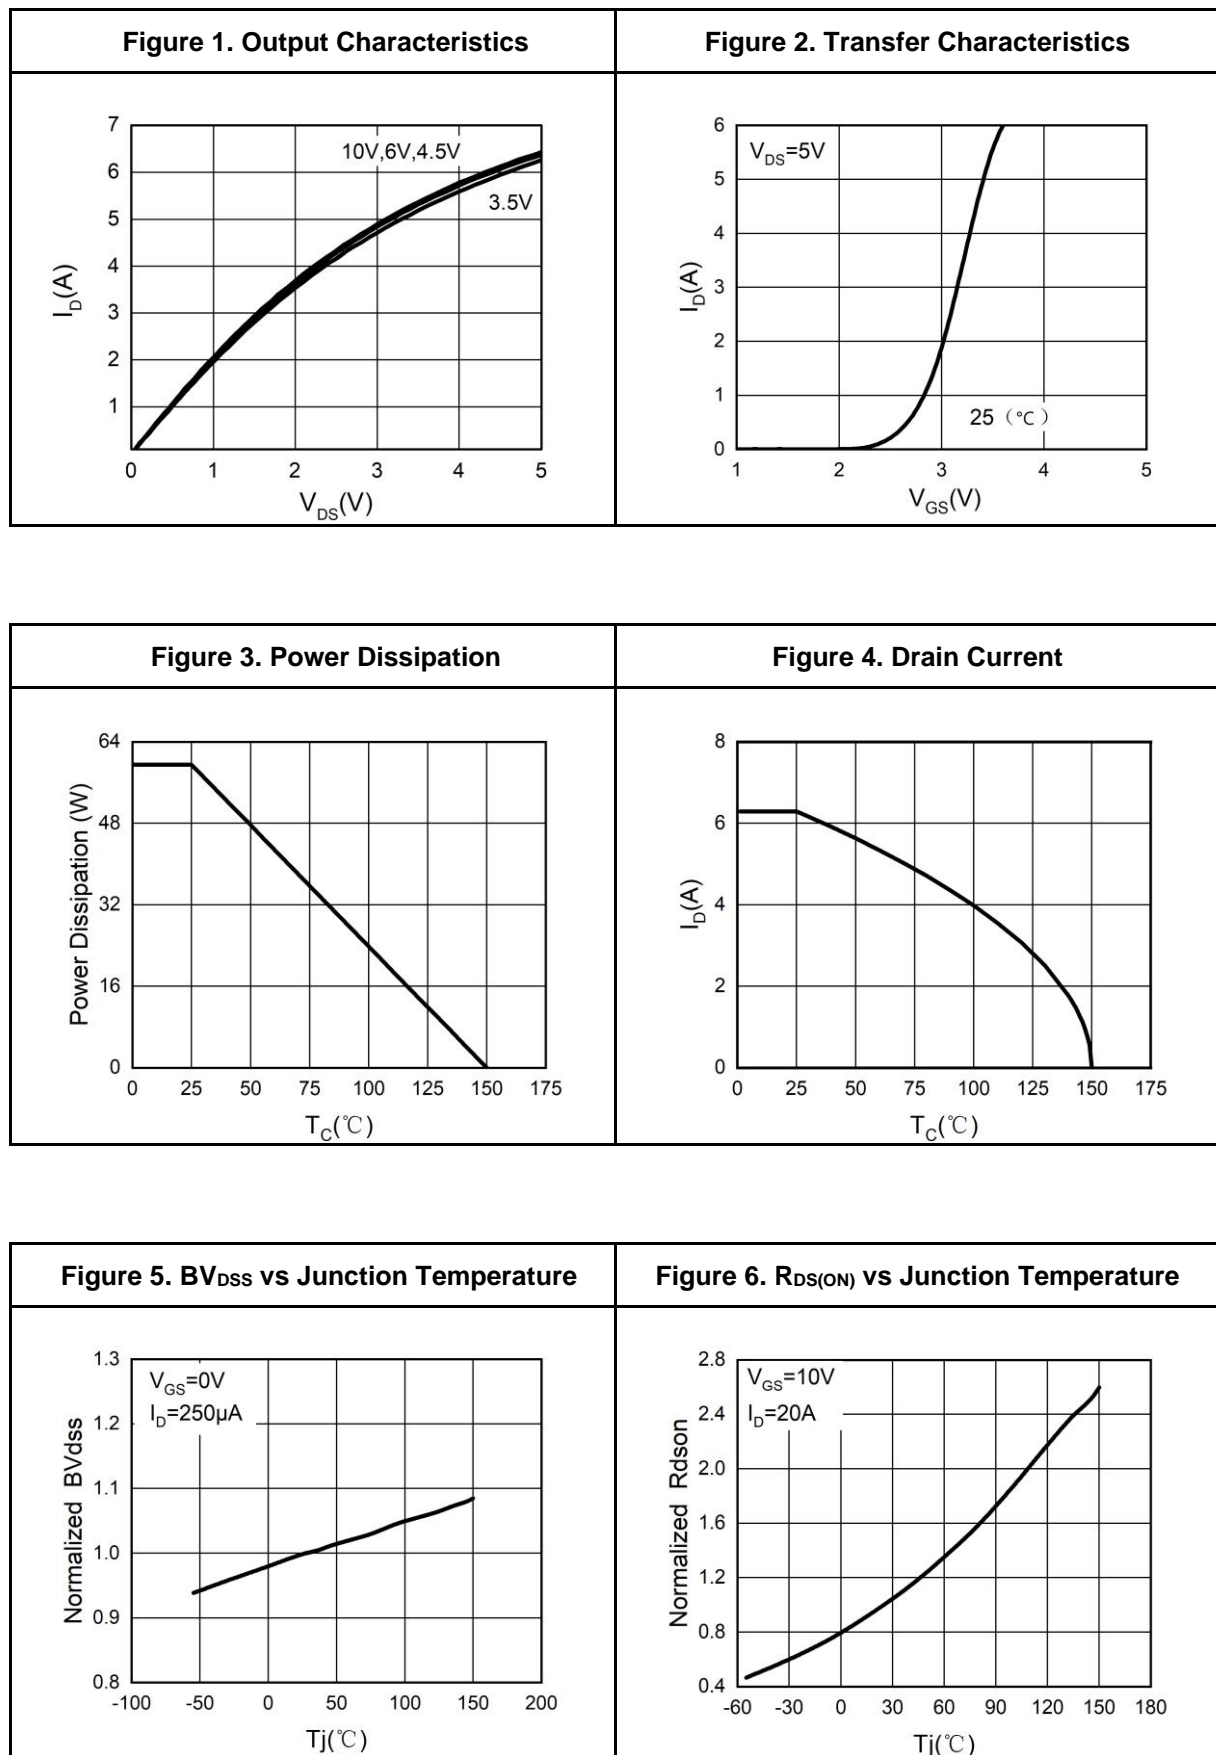 Figure 1. Output Characteristics
Figure 2. Transfer Characteristics
7
6
5
4
3
2
1
I_D(A)
10V,6V,4.5V
3.5V
0 1 2 3 4 5
V_DS(V)
6
5
4
3
2
1
0
I_D(A)
V_DS=5V
25（℃）
1 2 3 4 5
V_GS(V)
Figure 3. Power Dissipation
Figure 4. Drain Current
64
48
32
16
0
Power Dissipation (W)
0 25 50 75 100 125 150 175
T_C(℃)
8
6
4
2
0
I_D(A)
0 25 50 75 100 125 150 175
T_C(℃)
Figure 5. BV_DSS vs Junction Temperature
Figure 6. R_DS(ON) vs Junction Temperature
1.3
1.2
1.1
1.0
0.9
0.8
Normalized BVdss
V_GS=0V
I_D=250μA
-100 -50 0 50 100 150 200
Tj(℃)
2.8
2.4
2.0
1.6
1.2
0.8
0.4
Normalized Rdson
V_GS=10V
I_D=20A
-60 -30 0 30 60 90 120 150 180
Tj(℃)